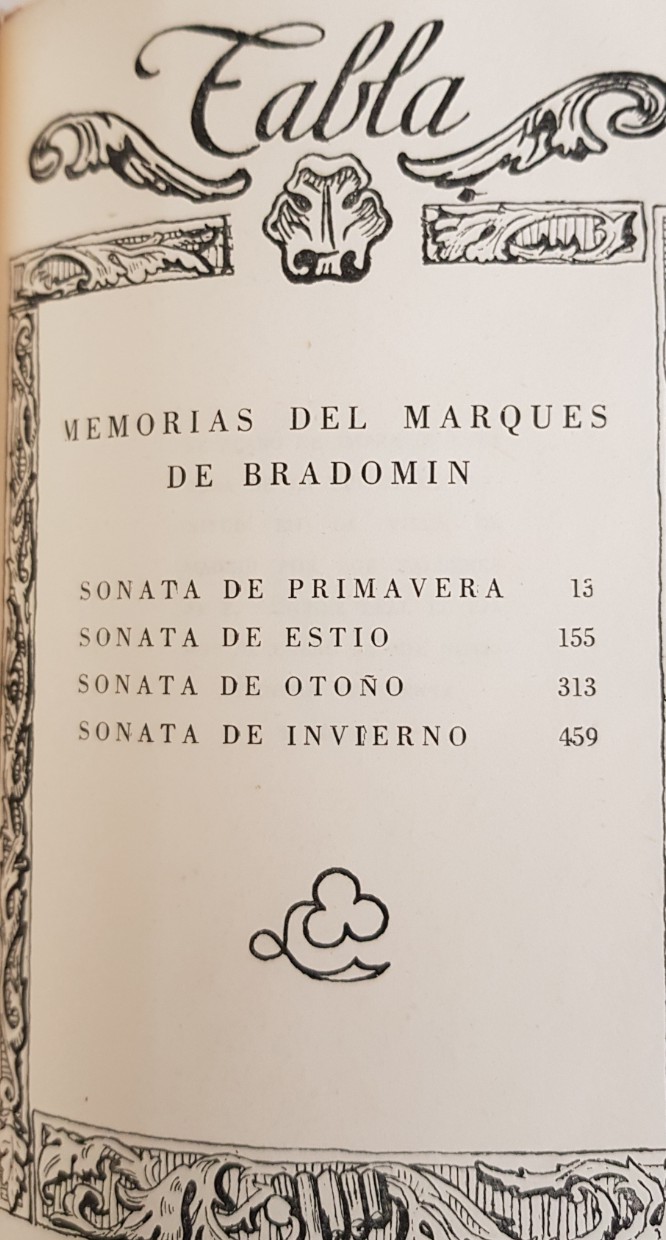 Tabla
MEMORIAS DEL MARQUES
DE BRADOMIN
SONATA DE PRIMAVERA 13
SONATA DE ESTIO 155
SONATA DE OTOÑO 313
SONATA DE INVIERNO 459